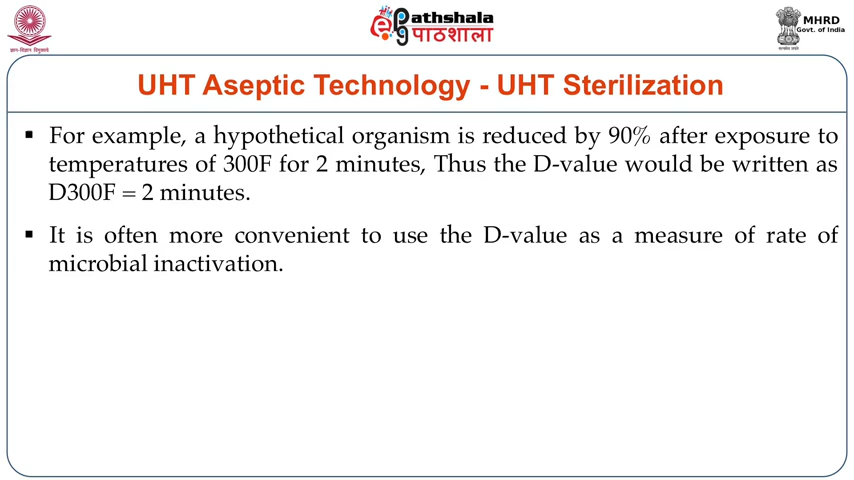 ePathshala
पाठशाला
MHRD
Govt. of India
UHT Aseptic Technology - UHT Sterilization
▪ For example, a hypothetical organism is reduced by 90% after exposure to
temperatures of 300F for 2 minutes, Thus the D-value would be written as
D300F = 2 minutes.
▪ It is often more convenient to use the D-value as a measure of rate of
microbial inactivation.